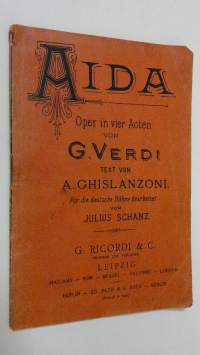 AIDA
Oper in vier Acten
VON
G. VERDI
TEXT VON
A. GHISLANZONI.
Für die deutsche Bühne bearbeitet
VON
JULIUS SCHANZ.
G. RICORDI & C.
LEIPZIG